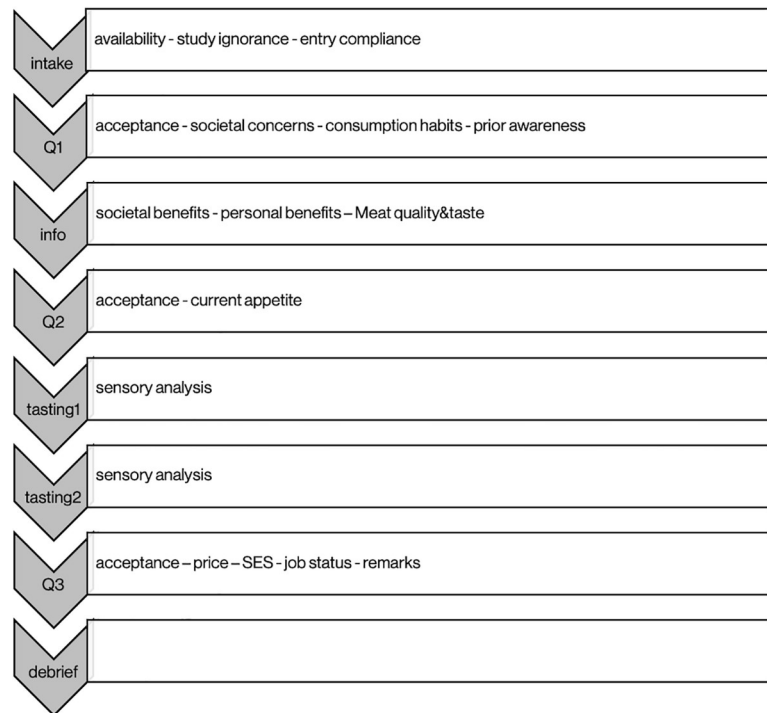 availability - study ignorance - entry compliance
intake
acceptance - societal concerns - consumption habits - prior awareness
Q1
societal benefits - personal benefits – Meat quality&taste
info
acceptance - current appetite
Q2
sensory analysis
tasting1
sensory analysis
tasting2
acceptance – price – SES - job status - remarks
Q3
debrief